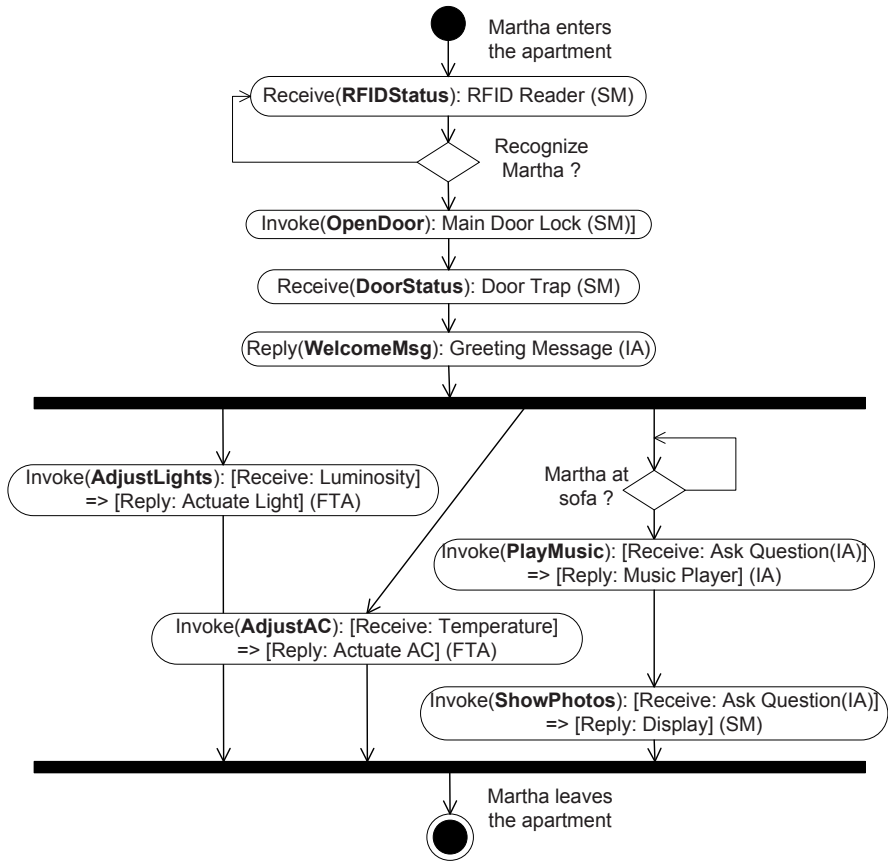 Martha enters
the apartment
Receive(RFIDStatus): RFID Reader (SM)
Recognize
Martha ?
Invoke(OpenDoor): Main Door Lock (SM)]
Receive(DoorStatus): Door Trap (SM)
Reply(WelcomeMsg): Greeting Message (IA)
Invoke(AdjustLights): [Receive: Luminosity]
=> [Reply: Actuate Light] (FTA)
Martha at
sofa ?
Invoke(PlayMusic): [Receive: Ask Question(IA)]
=> [Reply: Music Player] (IA)
Invoke(AdjustAC): [Receive: Temperature]
=> [Reply: Actuate AC] (FTA)
Invoke(ShowPhotos): [Receive: Ask Question(IA)]
=> [Reply: Display] (SM)
Martha leaves
the apartment